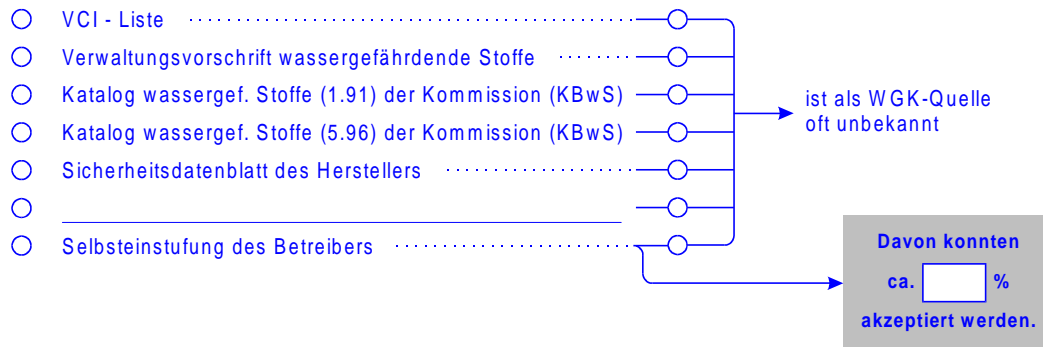 VCI - Liste
Verwaltungsvorschrift wassergefährdende Stoffe
Katalog wassergef. Stoffe (1.91) der Kommission (KBwS)
Katalog wassergef. Stoffe (5.96) der Kommission (KBwS)
Sicherheitsdatenblatt des Herstellers
Selbsteinstufung des Betreibers
ist als WGK-Quelle
oft unbekannt
Davon konnten
ca. %
akzeptiert werden.